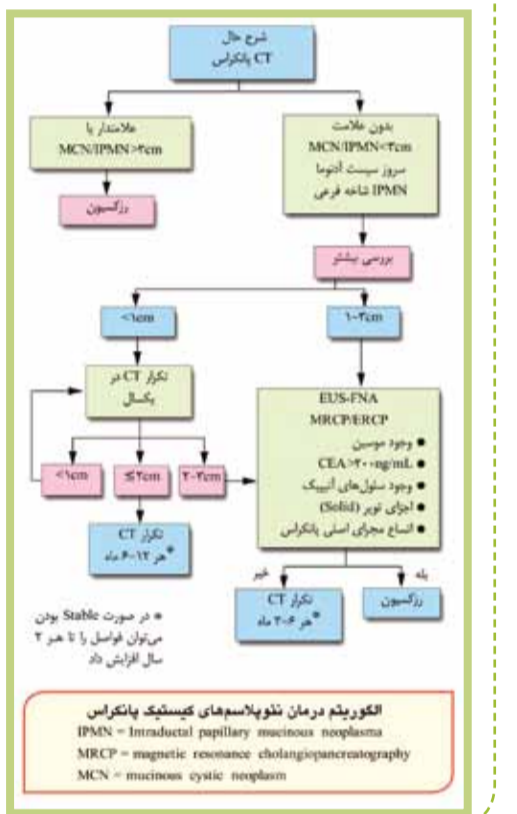 شرح حال
CT پانکراس
علامتدار یا
MCN/IPMN>۳cm
رزکسیون
بدون علامت
MCN/IPMN<۳cm
سروز سیست آدنوما
IPMN شاخه فرعی
بررسی بیشتر
<۱cm
۱-۳cm
تکرار CT در
یکسال
<۱cm
≤۲cm
۲-۳cm
تکرار CT
هر ۱۲-۶ ماه*
EUS-FNA
MRCP/ERCP
● وجود موسین
● CEA>۲۰۰ng/mL
● وجود سلول‌های آتیپیک
● اجزای توپر (Solid)
● اتساع مجرای اصلی پانکراس
خیر
بله
تکرار CT
هر ۶-۳ ماه*
رزکسیون
* در صورت Stable بودن
می‌توان فواصل را تا هر ۲
سال افزایش داد
الگوریتم درمان نئوپلاسم‌های کیستیک پانکراس
IPMN = Intraductal papillary mucinous neoplasma
MRCP = magnetic resonance cholangiopancreatography
MCN = mucinous cystic neoplasm